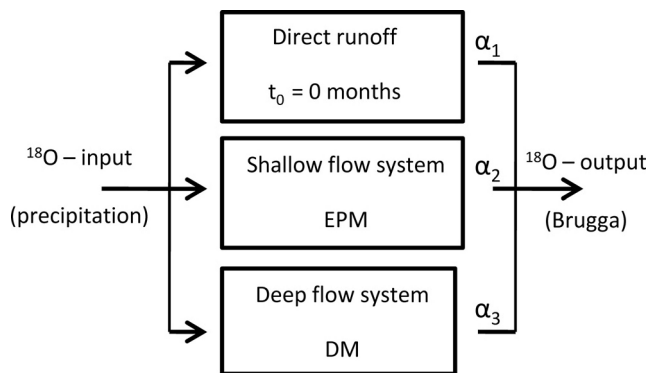 Direct runoff
t₀ = 0 months
α₁
¹⁸O – input
(precipitation)
Shallow flow system
EPM
α₂
¹⁸O – output
(Brugga)
Deep flow system
DM
α₃